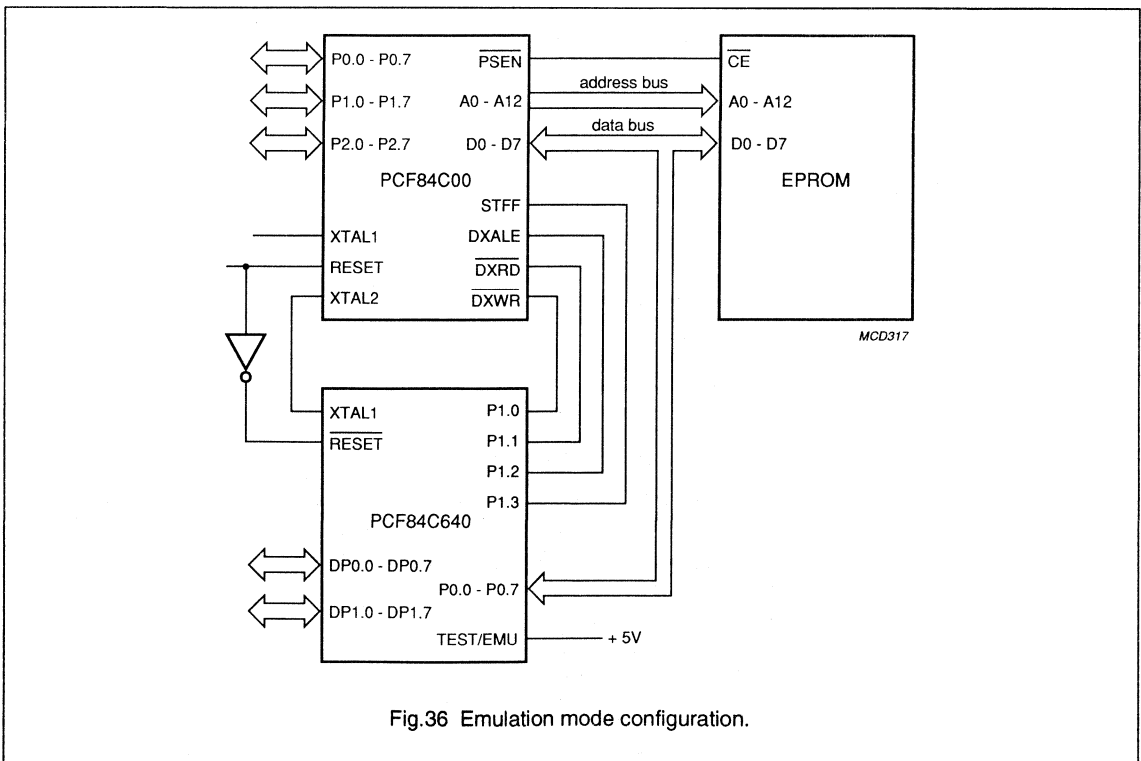 P0.0 - P0.7
P1.0 - P1.7
P2.0 - P2.7
PCF84C00
XTAL1
RESET
XTAL2
PSEN
A0 - A12
D0 - D7
STFF
DXALE
DXRD
DXWR
address bus
data bus
CE
A0 - A12
D0 - D7
EPROM
MCD317
XTAL1
RESET
PCF84C640
DP0.0 - DP0.7
DP1.0 - DP1.7
P1.0
P1.1
P1.2
P1.3
P0.0 - P0.7
TEST/EMU
+ 5V
Fig.36 Emulation mode configuration.